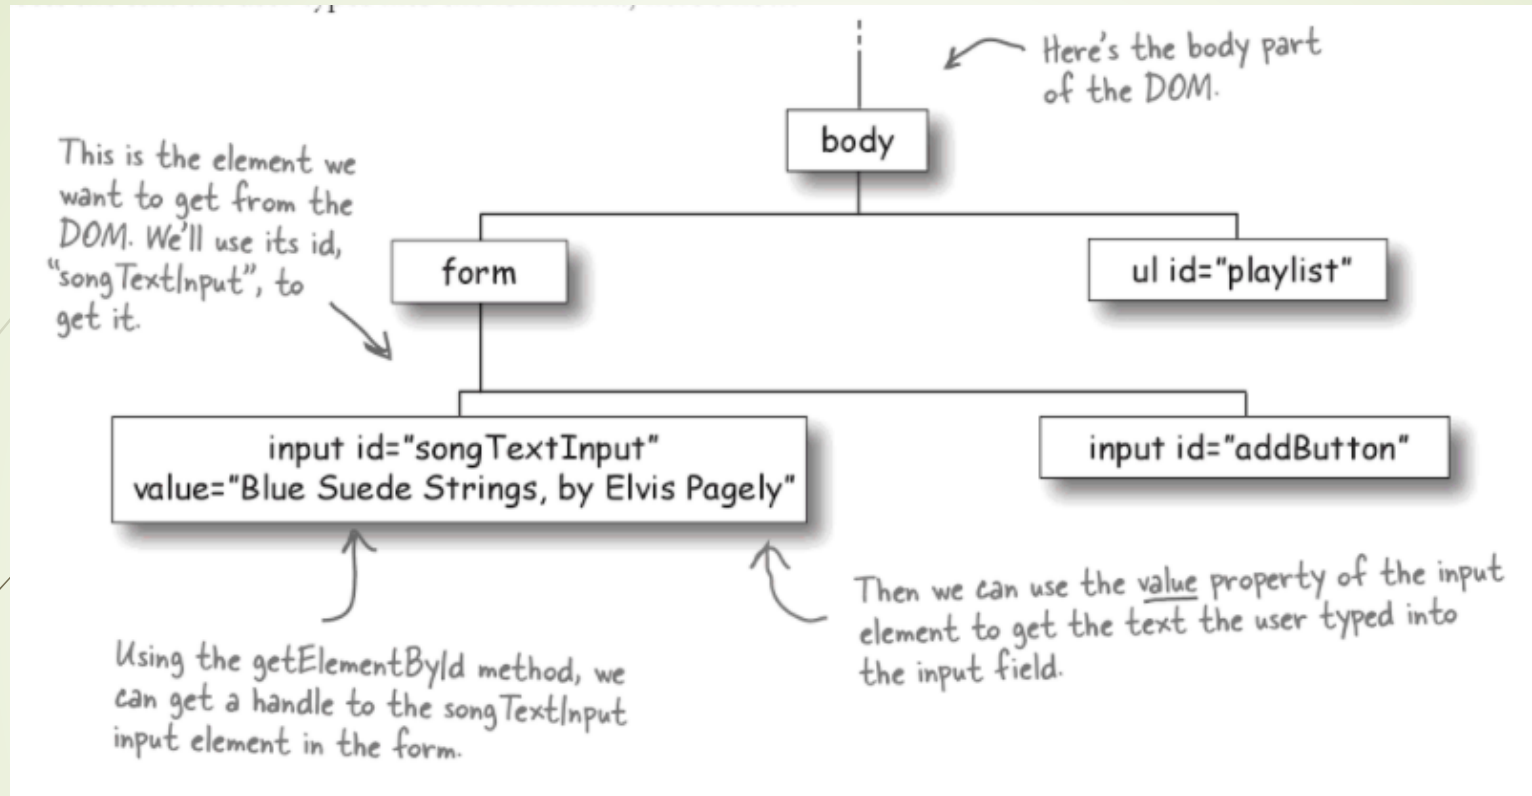 Here's the body part
of the DOM.
body
This is the element we
want to get from the
DOM. We'll use its id,
"songTextInput", to
get it.
form
ul id="playlist"
input id="songTextInput"
value="Blue Suede Strings, by Elvis Pagely"
input id="addButton"
Using the getElementById method, we
can get a handle to the songTextInput
input element in the form.
Then we can use the value property of the input
element to get the text the user typed into
the input field.